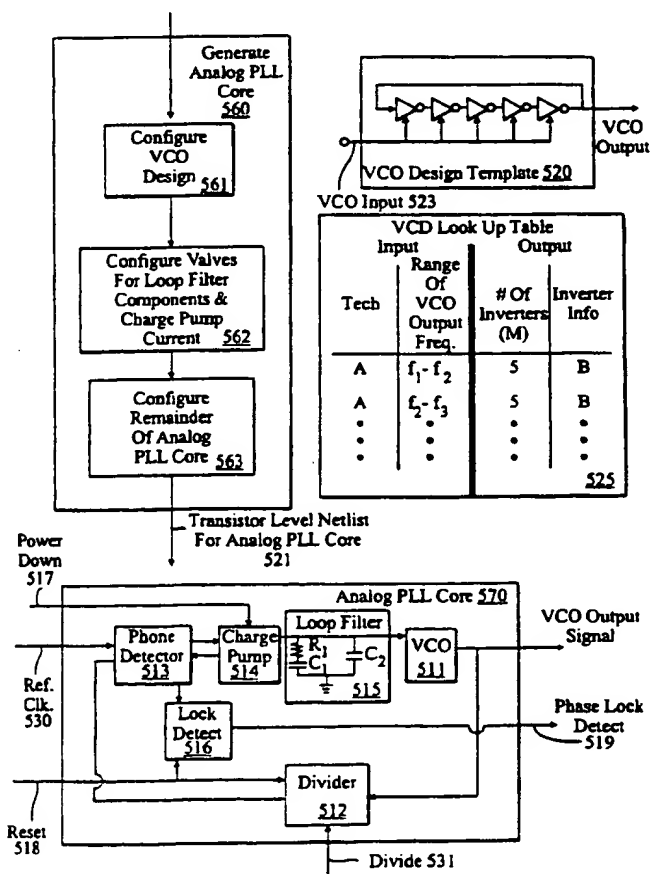 Generate
Analog PLL
Core
560
Configure
VCO
Design
561
Configure Valves
For Loop Filter
Components &
Charge Pump
Current 562
Configure
Remainder
Of Analog
PLL Core
563
Transistor Level Netlist
For Analog PLL Core
521
VCO
Output
VCO Design Template 520
VCO Input 523
VCD Look Up Table
Input Output
Tech
Range
Of
VCO
Output
Freq.
# Of
Inverters
(M)
Inverter
Info
A f1- f2 5 B
A f2- f3 5 B
525
Power
Down
517
Analog PLL Core 570
Phone
Detector
513
Charge
Pump
514
Loop Filter
R1
C1
C2
515
VCO
511
VCO Output
Signal
Ref.
Clk.
530
Lock
Detect
516
Phase Lock
Detect
519
Divider
512
Reset
518
Divide 531